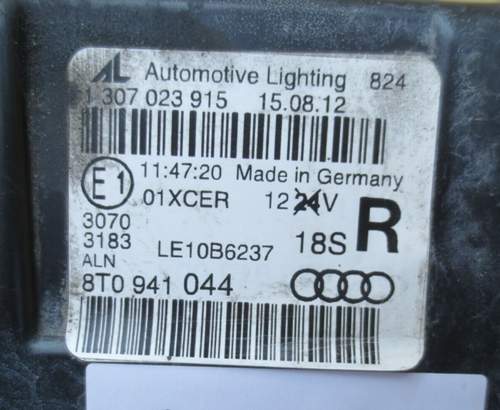 AL Automotive Lighting 824
1 307 023 915 15.08.12
E1 11:47:20 Made in Germany
01XCER 12 24V R
3070
3183 LE10B6237 18S
ALN
8T0 941 044